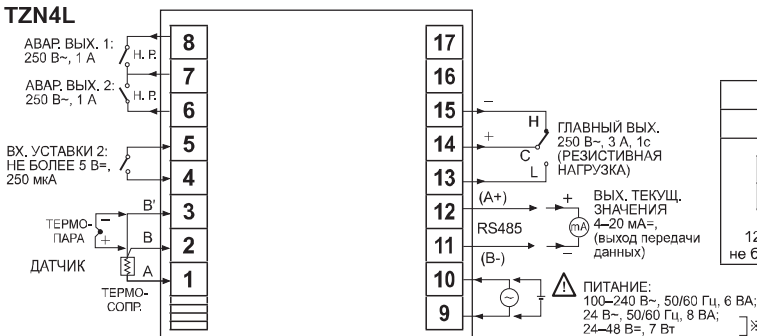 TZN4L
АВАР. ВЫХ. 1:
250 В~, 1 А
Н. Р.
АВАР. ВЫХ. 2:
250 В~, 1 А
Н. Р.
ВХ. УСТАВКИ 2:
НЕ БОЛЕЕ 5 В=,
250 мкА
ТЕРМО-
ПАРА
− +
B'
B
A
ДАТЧИК
ТЕРМО-
СОПР.
8
7
6
5
4
3
2
1
17
16
15
14
13
12
11
10
9
−
+
H
C
L
ГЛАВНЫЙ ВЫХ.
250 В~, 3 А, 1с
(РЕЗИСТИВНАЯ
НАГРУЗКА)
(A+)
RS485
(B-)
+
mA
−
ВЫХ. ТЕКУЩ.
ЗНАЧЕНИЯ
4–20 мА=,
(выход передачи
данных)
ПИТАНИЕ:
100–240 В~, 50/60 Гц, 6 ВА;
24 В~, 50/60 Гц, 8 ВА;
24–48 В=, 7 Вт
※
12
не б